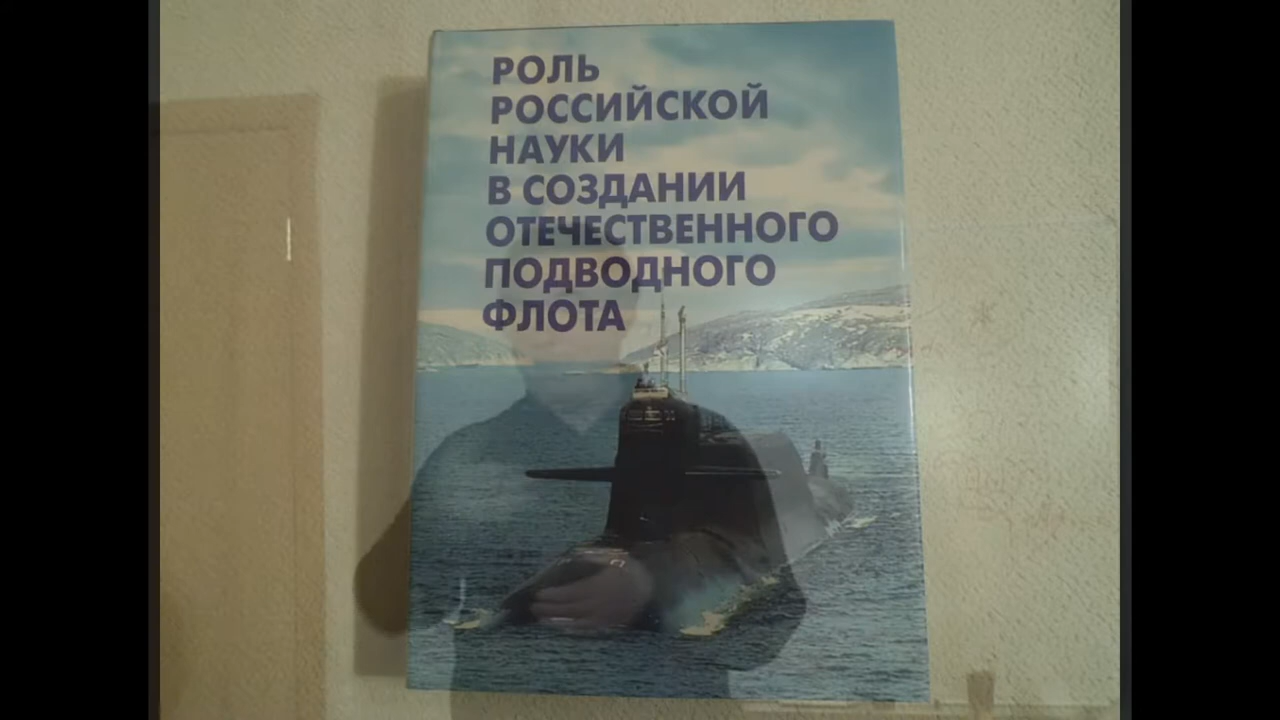 РОЛЬ
РОССИЙСКОЙ
НАУКИ
В СОЗДАНИИ
ОТЕЧЕСТВЕННОГО
ПОДВОДНОГО
ФЛОТА